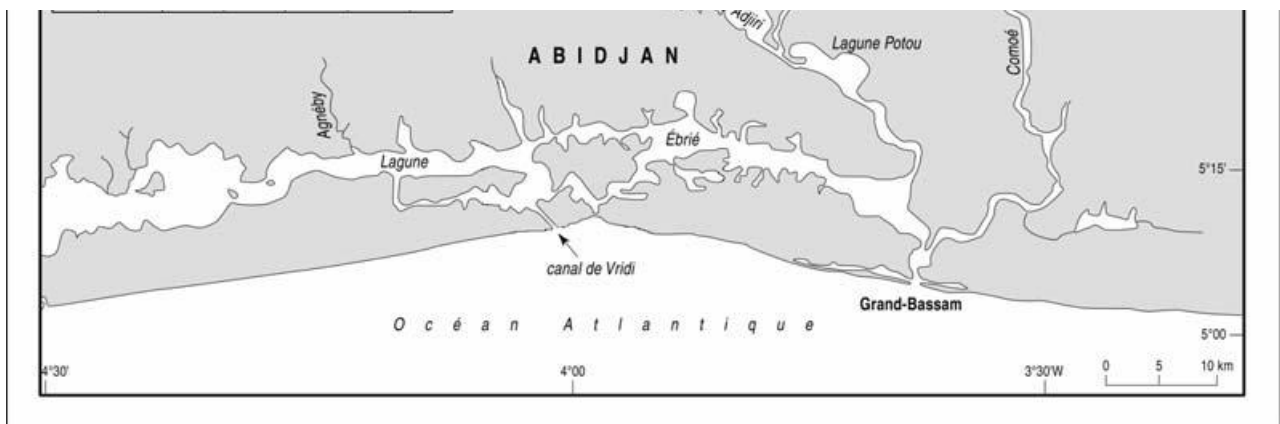 Adjiri
Lagune Potou
Comoé
ABIDJAN
Agnéby
Ébrié
Lagune
5°15'
canal de Vridi
Grand-Bassam
Océan Atlantique
5°00
4°30'
4°00
3°30W
0 5 10 km